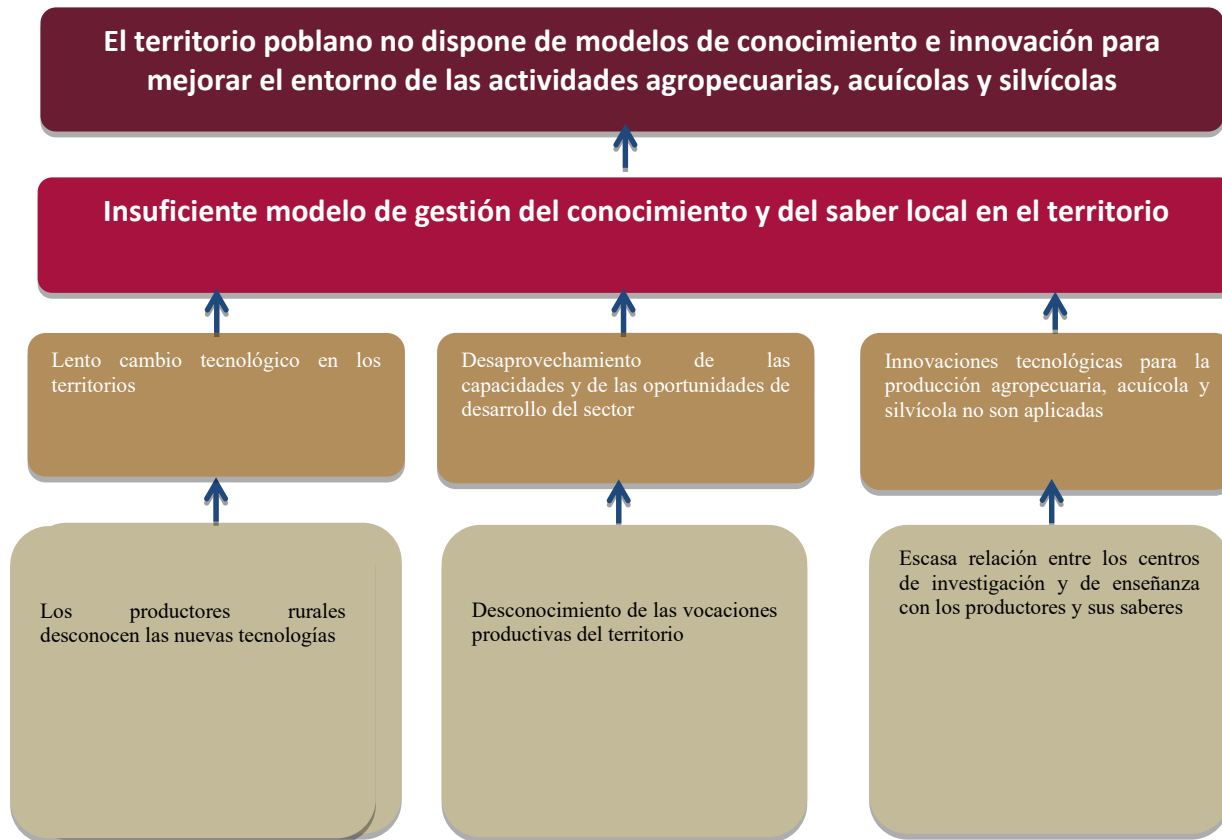 El territorio poblano no dispone de modelos de conocimiento e innovación para
mejorar el entorno de las actividades agropecuarias, acuícolas y silvícolas
Insuficiente modelo de gestión del conocimiento y del saber local en el territorio
Lento cambio tecnológico en los
territorios
Desaprovechamiento de las
capacidades y de las oportunidades de
desarrollo del sector
Innovaciones tecnológicas para la
producción agropecuaria, acuícola y
silvícola no son aplicadas
Los productores rurales
desconocen las nuevas tecnologías
Desconocimiento de las vocaciones
productivas del territorio
Escasa relación entre los centros
de investigación y de enseñanza
con los productores y sus saberes